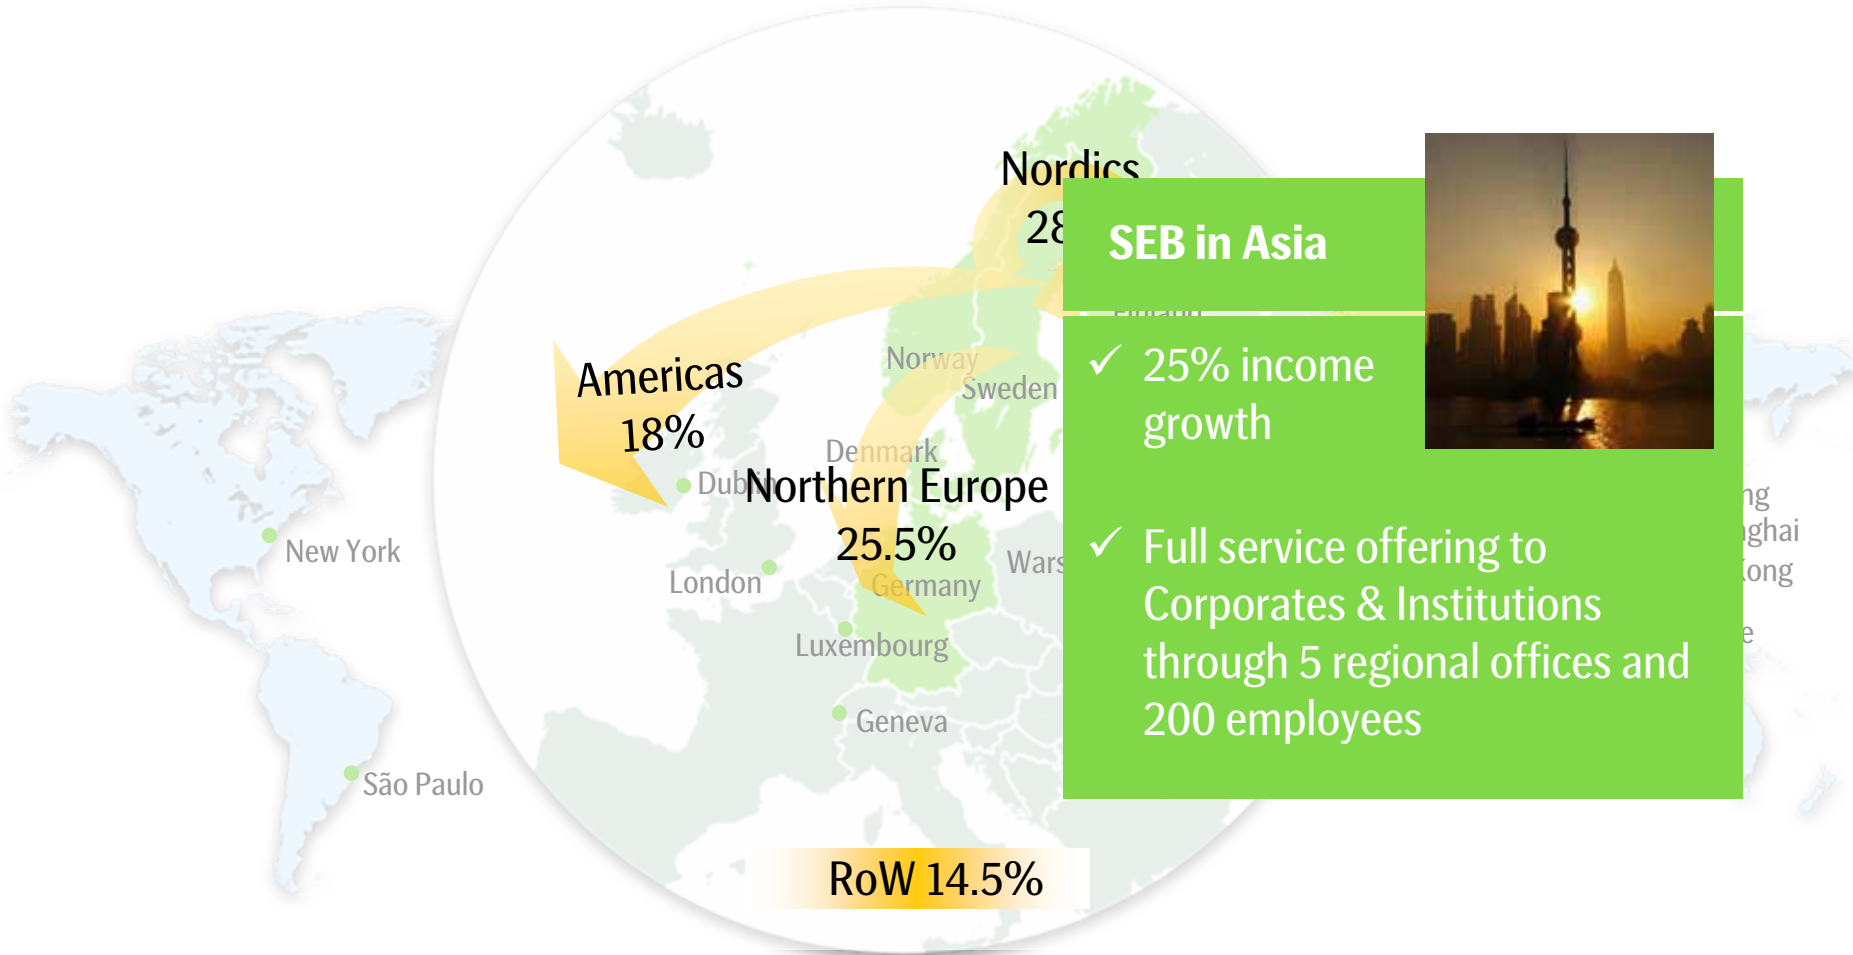 Nordics
28
SEB in Asia
Americas
18%
Norway
Sweden
Denmark
Dublin
Northern Europe
25.5%
Germany
London
Luxembourg
Geneva
New York
São Paulo
RoW 14.5%
✓ 25% income
growth
✓ Full service offering to
Corporates & Institutions
through 5 regional offices and
200 employees